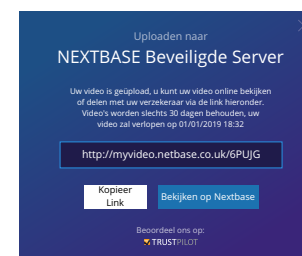 Uploaden naar
NEXTBASE Beveiligde Server
Uw video is geüpload, u kunt uw video online bekijken
of delen met uw verzekeraar via de link hieronder.
Video's worden slechts 30 dagen behouden, uw
video zal verlopen op 01/01/2019 18:32
http://myvideo.netbase.co.uk/6PUJG
Kopieer
Link
Bekijken op Nextbase
Beoordeel ons op:
TRUSTPILOT